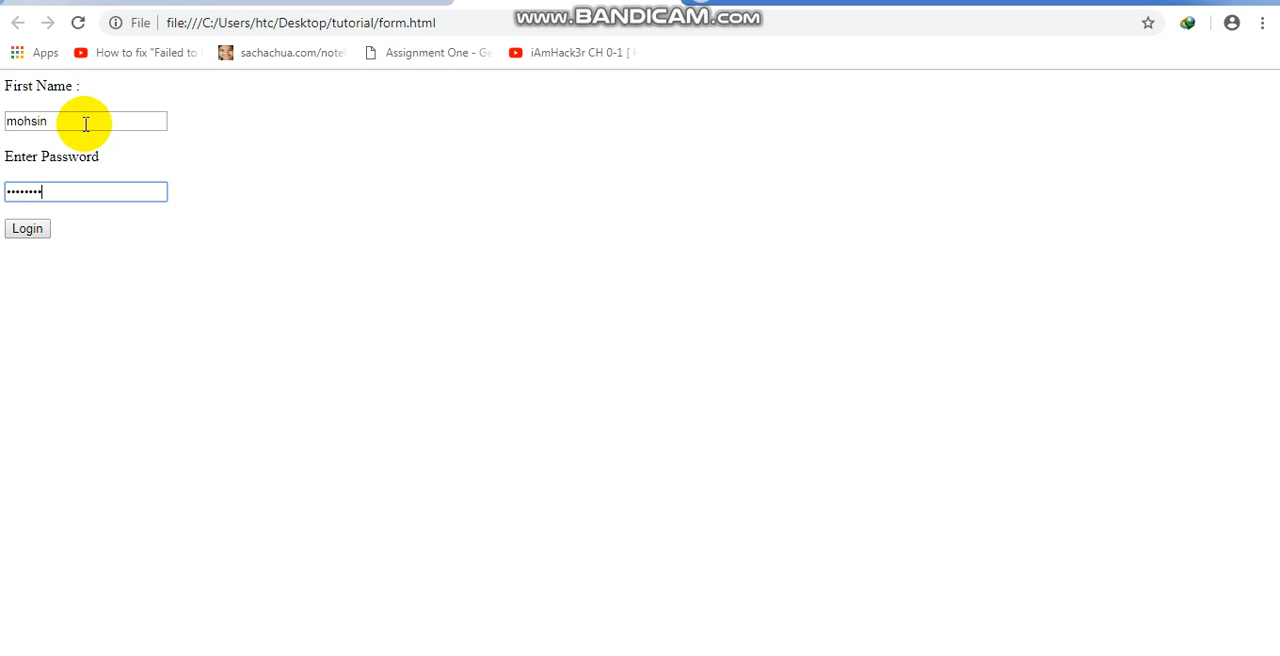 File file:///C:/Users/htc/Desktop/tutorial/form.html
www.BANDICAM.com
Apps How to fix "Failed to sachachua.com/note Assignment One - Ge iAmHack3r CH 0-1 [
First Name :
mohsin
Enter Password
••••••••
Login